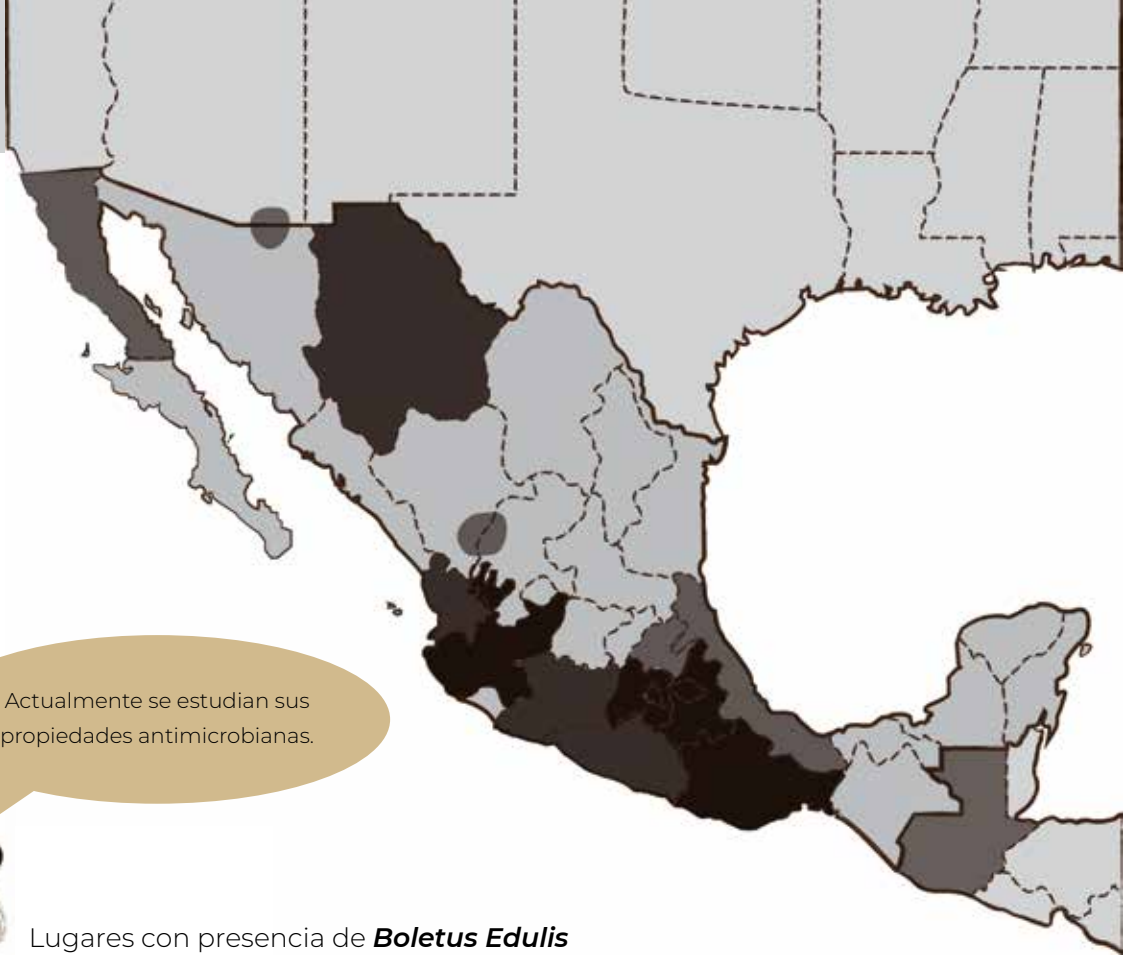 Actualmente se estudian sus
propiedades antimicrobianas.
Lugares con presencia de Boletus Edulis